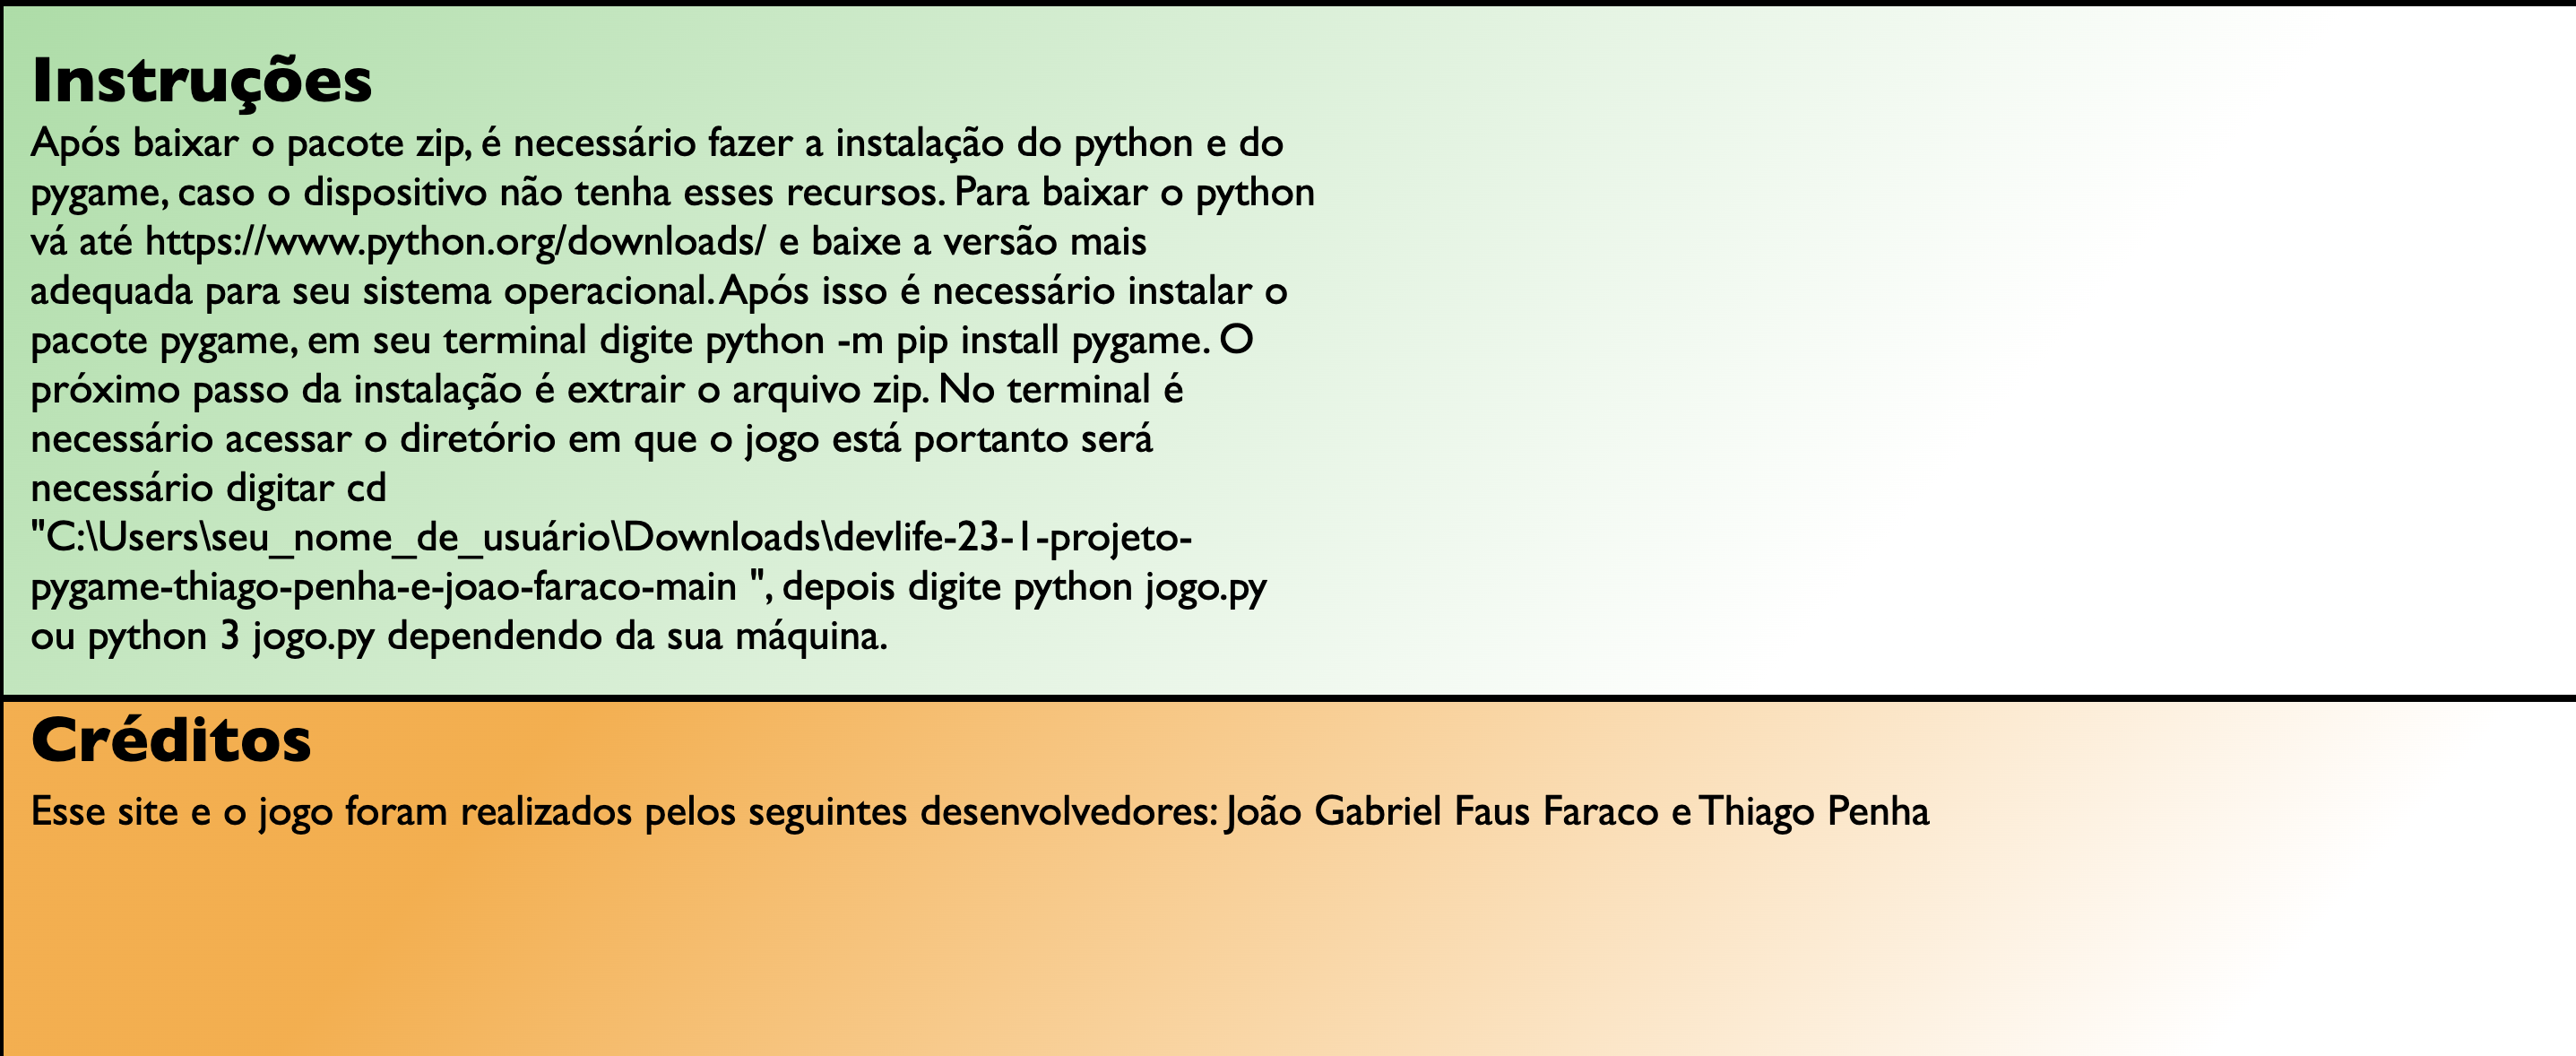 Instruções
Após baixar o pacote zip, é necessário fazer a instalação do python e do
pygame, caso o dispositivo não tenha esses recursos. Para baixar o python
vá até https://www.python.org/downloads/ e baixe a versão mais
adequada para seu sistema operacional. Após isso é necessário instalar o
pacote pygame, em seu terminal digite python -m pip install pygame. O
próximo passo da instalação é extrair o arquivo zip. No terminal é
necessário acessar o diretório em que o jogo está portanto será
necessário digitar cd
"C:\Users\seu_nome_de_usuário\Downloads\devlife-23-1-projeto-
pygame-thiago-penha-e-joao-faraco-main ", depois digite python jogo.py
ou python 3 jogo.py dependendo da sua máquina.
Créditos
Esse site e o jogo foram realizados pelos seguintes desenvolvedores: João Gabriel Faus Faraco e Thiago Penha